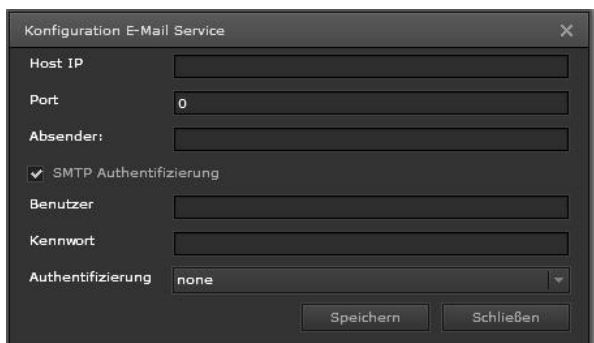 Konfiguration E-Mail Service
Host IP
Port 0
Absender:
SMTP Authentifizierung
Benutzer
Kennwort
Authentifizierung none
Speichern Schließen